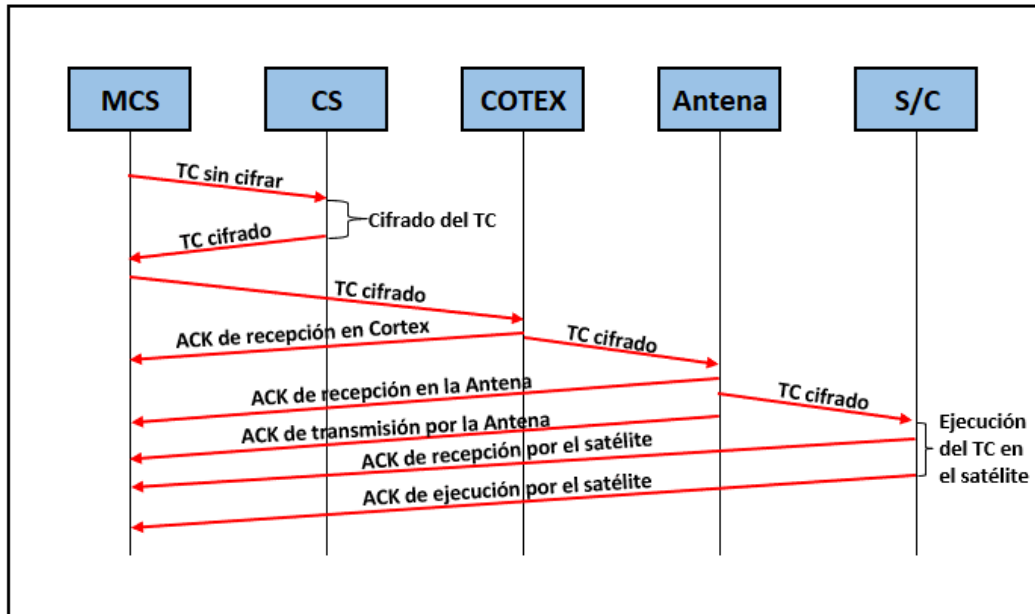 MCS
CS
COTEX
Antena
S/C
TC sin cifrar
Cifrado del TC
TC cifrado
TC cifrado
ACK de recepción en Cortex
TC cifrado
ACK de recepción en la Antena
TC cifrado
ACK de transmisión por la Antena
Ejecución
del TC en
el satélite
ACK de recepción por el satélite
ACK de ejecución por el satélite